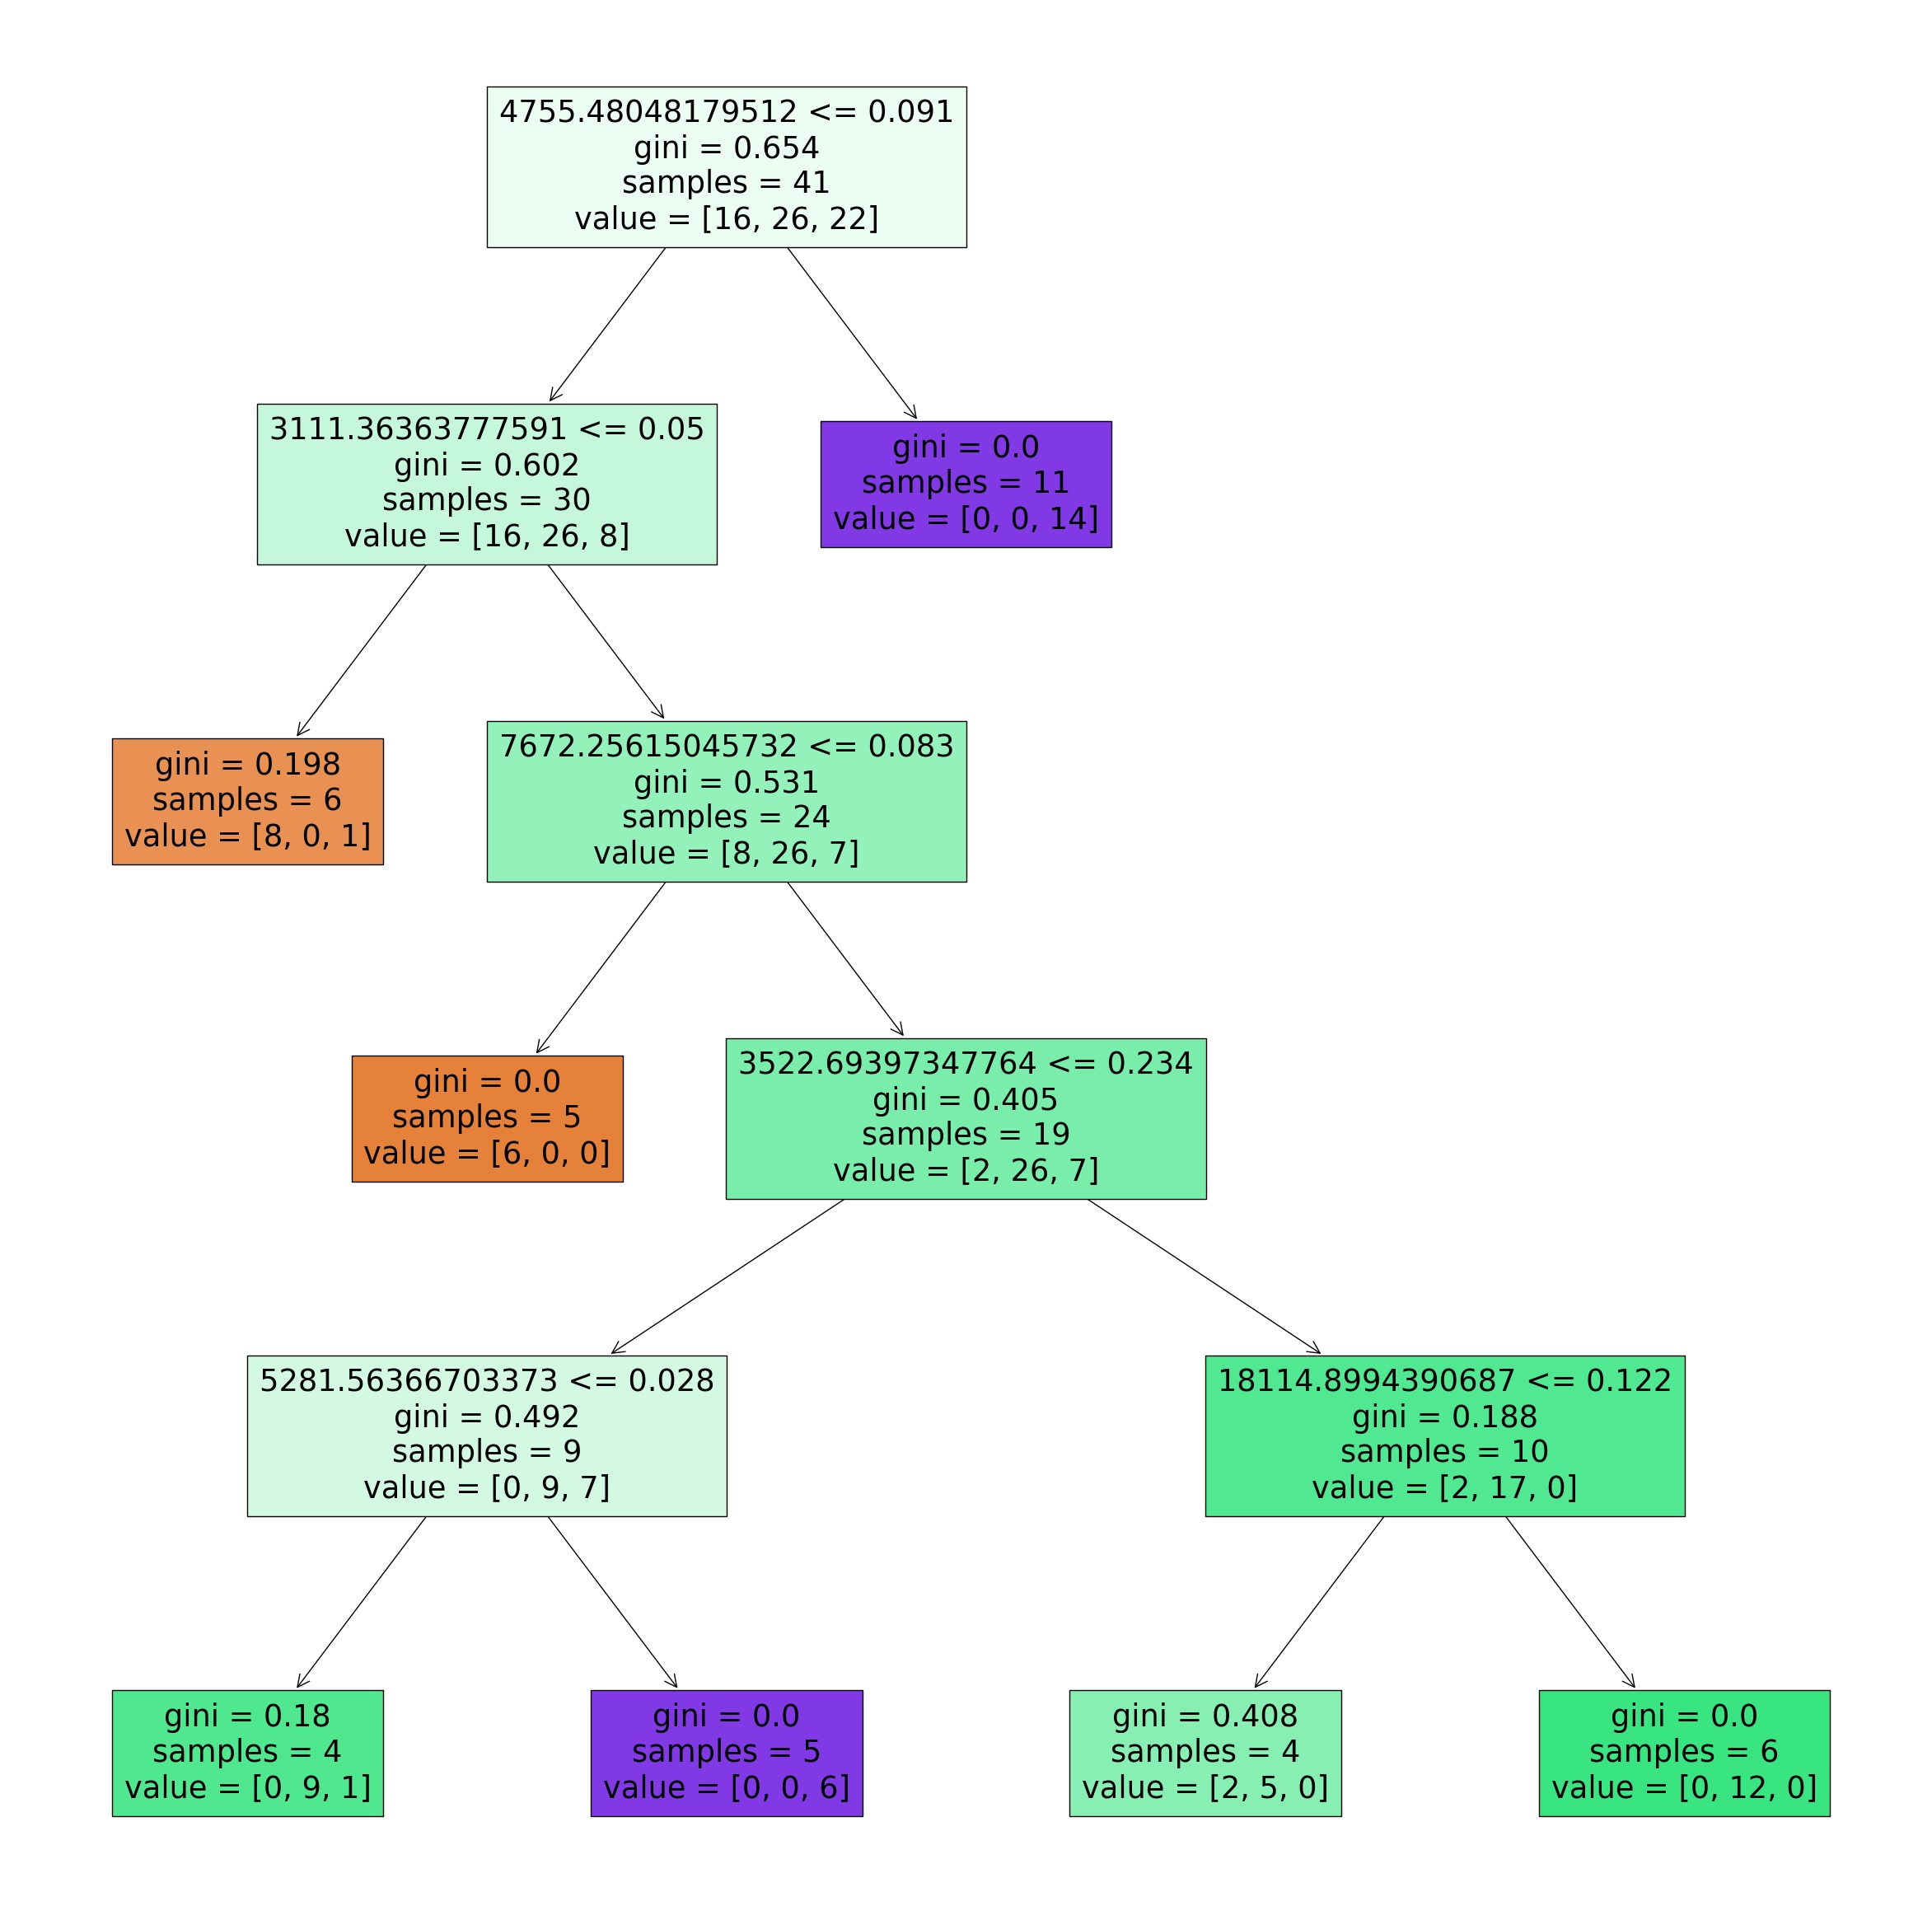 4755.48048179512 <= 0.091
gini = 0.654
samples = 41
value = [16, 26, 22]
3111.36363777591 <= 0.05
gini = 0.602
samples = 30
value = [16, 26, 8]
gini = 0.0
samples = 11
value = [0, 0, 14]
gini = 0.198
samples = 6
value = [8, 0, 1]
7672.25615045732 <= 0.083
gini = 0.531
samples = 24
value = [8, 26, 7]
gini = 0.0
samples = 5
value = [6, 0, 0]
3522.69397347764 <= 0.234
gini = 0.405
samples = 19
value = [2, 26, 7]
5281.56366703373 <= 0.028
gini = 0.492
samples = 9
value = [0, 9, 7]
18114.8994390687 <= 0.122
gini = 0.188
samples = 10
value = [2, 17, 0]
gini = 0.18
samples = 4
value = [0, 9, 1]
gini = 0.0
samples = 5
value = [0, 0, 6]
gini = 0.408
samples = 4
value = [2, 5, 0]
gini = 0.0
samples = 6
value = [0, 12, 0]